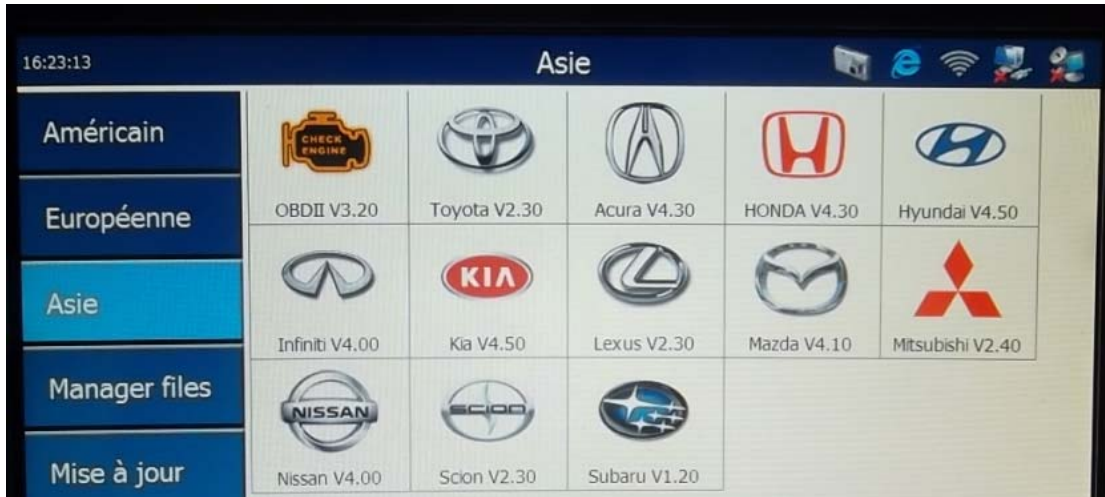 16:23:13
Asie
Américain
Européenne
Asie
Manager files
Mise à jour
CHECK
ENGINE
OBDII V3.20
Toyota V2.30
Acura V4.30
HONDA V4.30
Hyundai V4.50
KIA
Infiniti V4.00
Kia V4.50
Lexus V2.30
Mazda V4.10
Mitsubishi V2.40
NISSAN
SCION
Nissan V4.00
Scion V2.30
Subaru V1.20